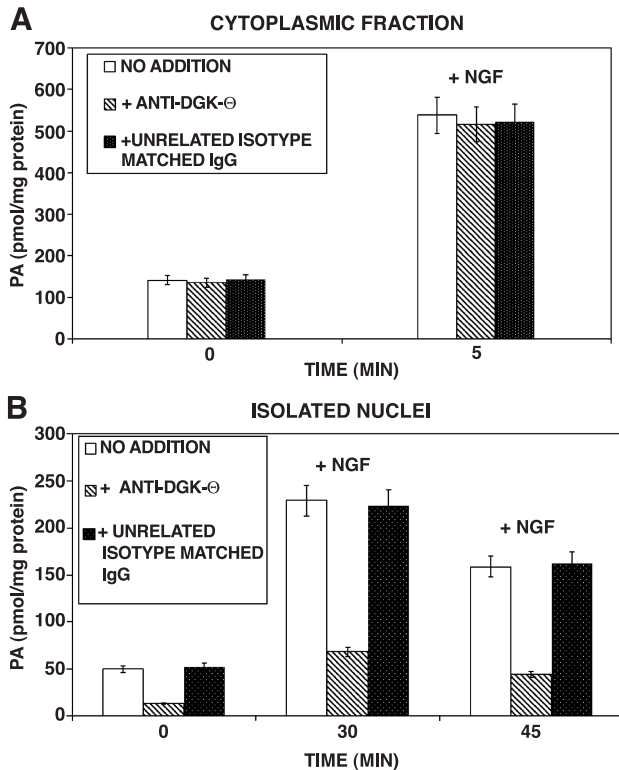 A
CYTOPLASMIC FRACTION
PA (pmol/mg protein)
700
600
500
400
300
200
100
0
NO ADDITION
+ ANTI-DGK-Θ
+UNRELATED ISOTYPE
MATCHED IgG
+ NGF
0
5
TIME (MIN)
B
ISOLATED NUCLEI
PA (pmol/mg protein)
300
250
200
150
100
50
0
NO ADDITION
+ ANTI-DGK-Θ
+ UNRELATED
ISOTYPE MATCHED
IgG
+ NGF
+ NGF
0
30
45
TIME (MIN)